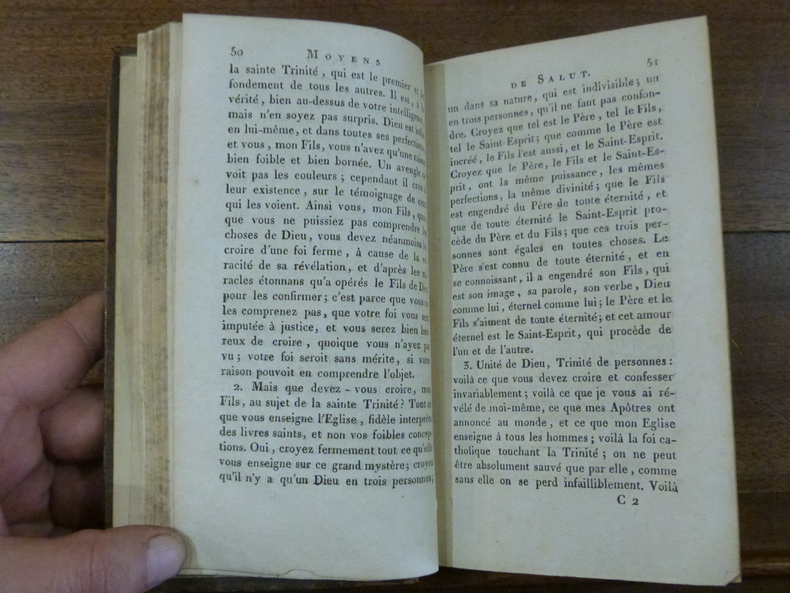 50 MOYENS
la sainte Trinité, qui est le premier et le
fondement de tous les autres. Il est, à la
vérité, bien au-dessus de votre intelligence
mais n'en soyez pas surpris. Dieu est infini
en lui-même, et dans toutes ses perfections
et vous, mon Fils, vous n'avez qu'une raison
bien foible et bien bornée. Un aveugle ne
voit pas les couleurs; cependant il croit
leur existence, sur le témoignage de ceux
qui les voient. Ainsi vous, mon Fils, quoi
que vous ne puissiez pas comprendre les
choses de Dieu, vous devez néanmoins les
croire d'une foi ferme, à cause de la vé
racité de sa révélation, et d'après les mi
racles étonnans qu'a opérés le Fils de Dieu
pour les confirmer; c'est parce que vous ne
les comprenez pas, que votre foi vous sera
imputée à justice, et vous serez bien heu
reux de croire, quoique vous n'ayez pas
vu; votre foi seroit sans mérite, si votre
raison pouvoit en comprendre l'objet.
2. Mais que devez-vous croire, mon
Fils, au sujet de la sainte Trinité? Tout ce
que vous enseigne l'Eglise, fidèle interprète
des livres saints, et non vos foibles concep-
tions. Oui, croyez fermement tout ce qu'elle
vous enseigne sur ce grand mystère; croyez
qu'il n'y a qu'un Dieu en trois personnes;
DE SALUT. 51
un dans sa nature, qui est indivisible; un
en trois personnes, qu'il ne faut pas confon-
dre. Croyez que tel est le Père, tel le Fils,
tel le Saint-Esprit; que comme le Père est
incréé, le Fils l'est aussi, et le Saint-Esprit.
Croyez que le Père, le Fils et le Saint-Es-
prit, ont la même puissance, les mêmes
perfections, la même divinité; que le Fils
est engendré du Père de toute éternité, et
que de toute éternité le Saint-Esprit pro-
cède du Père et du Fils; que ces trois per-
sonnes sont égales en toutes choses. Le
Père s'est connu de toute éternité, et en
se connoissant, il a engendré son Fils, qui
est son image, sa parole, son verbe, Dieu
comme lui, éternel comme lui; le Père et le
Fils s'aiment de toute éternité; et cet amour
éternel est le Saint-Esprit, qui procède de
l'un et de l'autre.
3. Unité de Dieu, Trinité de personnes:
voilà ce que vous devez croire et confesser
invariablement; voilà ce que je vous ai ré-
vélé de moi-même, ce que mes Apôtres ont
annoncé au monde, et ce que mon Eglise
enseigne à tous les hommes; voilà la foi ca-
tholique touchant la Trinité; on ne peut
être absolument sauvé que par elle, comme
sans elle on se perd infailliblement. Voilà
C 2